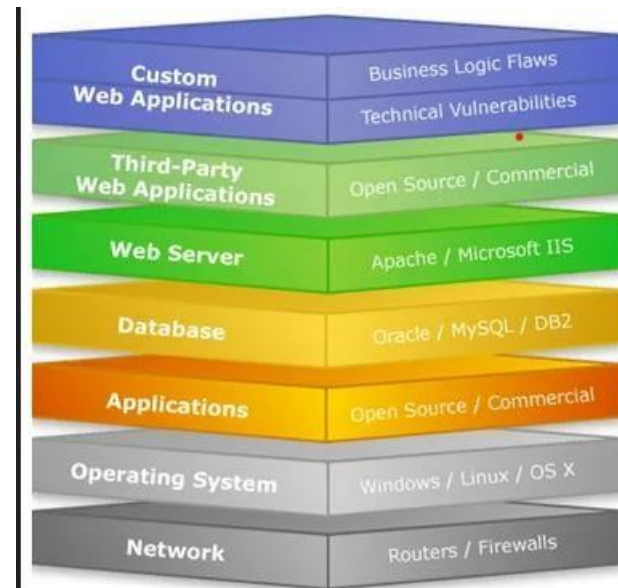 Custom
Web Applications
Business Logic Flaws
Technical Vulnerabilities
Third-Party
Web Applications
Open Source / Commercial
Web Server
Apache / Microsoft IIS
Database
Oracle / MySQL / DB2
Applications
Open Source / Commercial
Operating System
Windows / Linux / OS X
Network
Routers / Firewalls